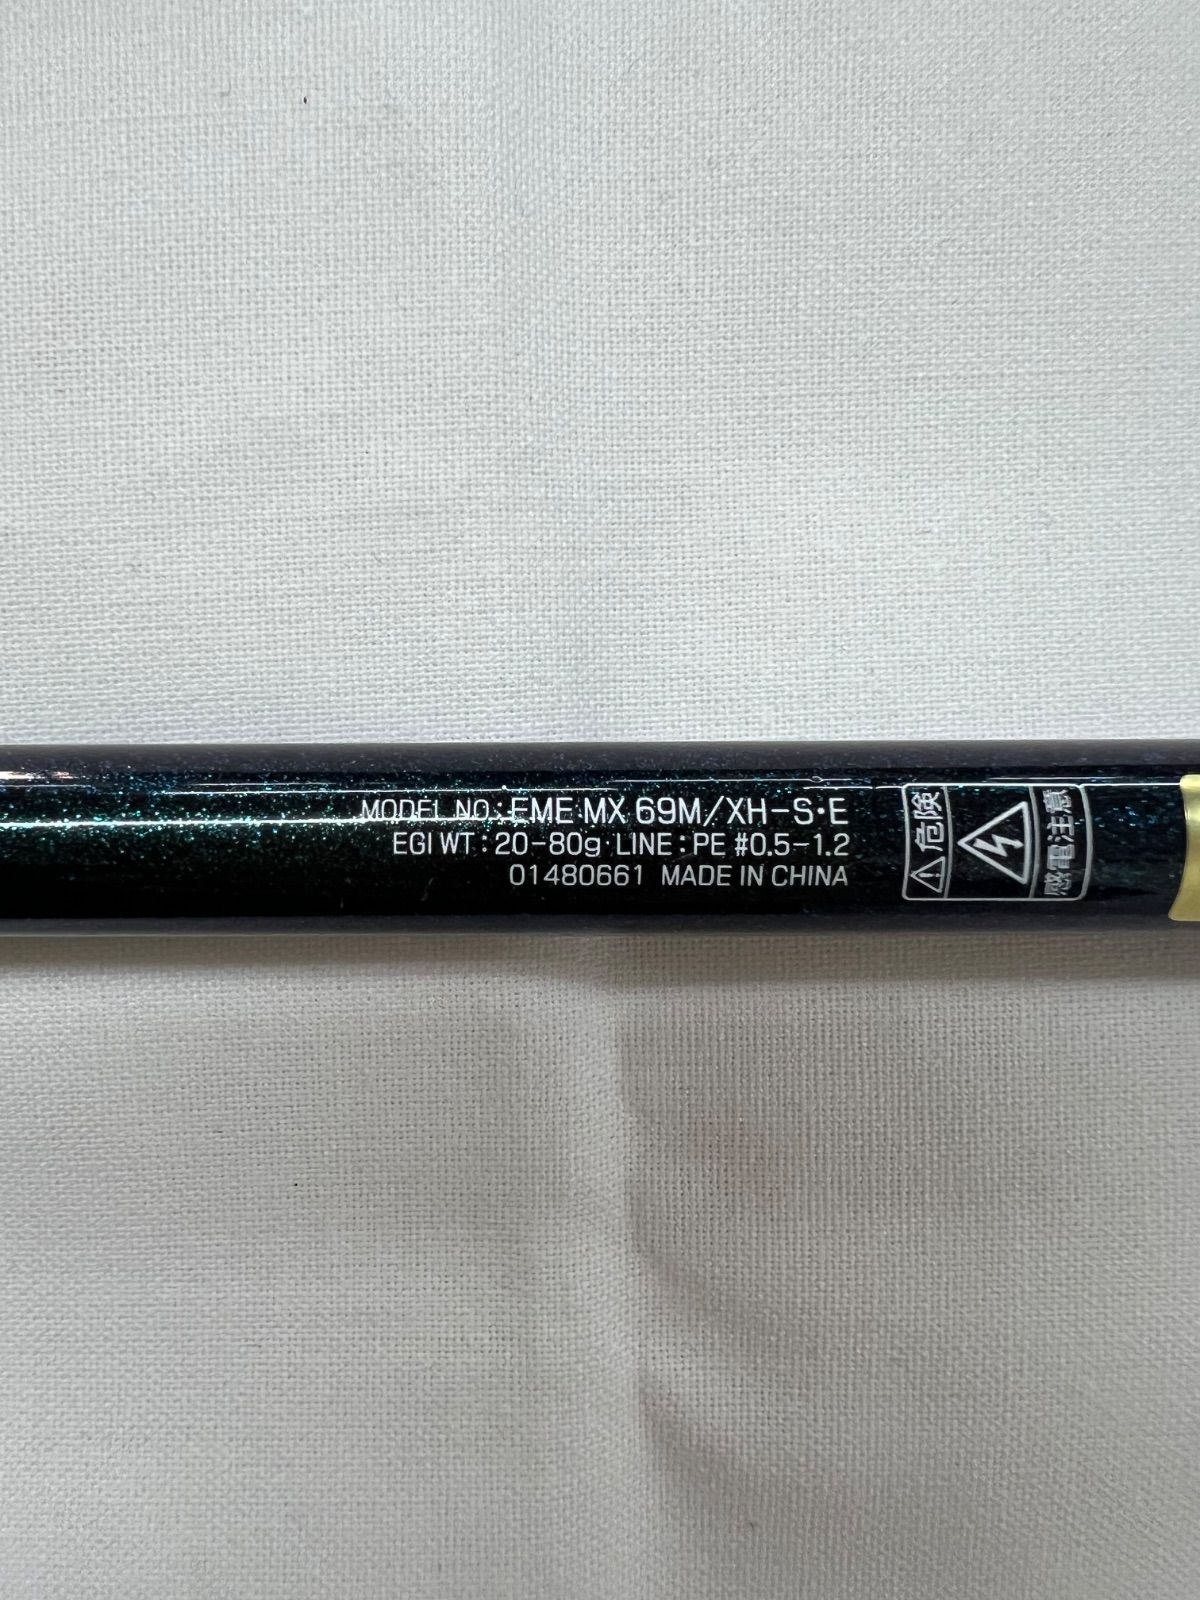 MODEL NO.: EME MX 69M/XH-S•E
EGI WT : 20-80g LINE : PE #0.5-1.2
01480661 MADE IN CHINA
危険
感電注意